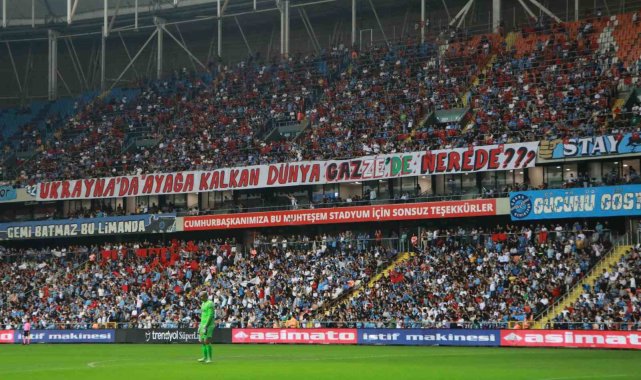 UKRAYNA'DA AYAĞA KALKAN DÜNYA GAZZE'DE NEREDE???
STAY
GEMİ BATMAZ BU LİMANDA
CUMHURBAŞKANIMIZA BU MUHTEŞEM STADYUM İÇİN SONSUZ TEŞEKKÜRLER
GÜCÜNÜ GÖST
istif makinesi
trendyol Süper
asimato
istif makinesi
asimato